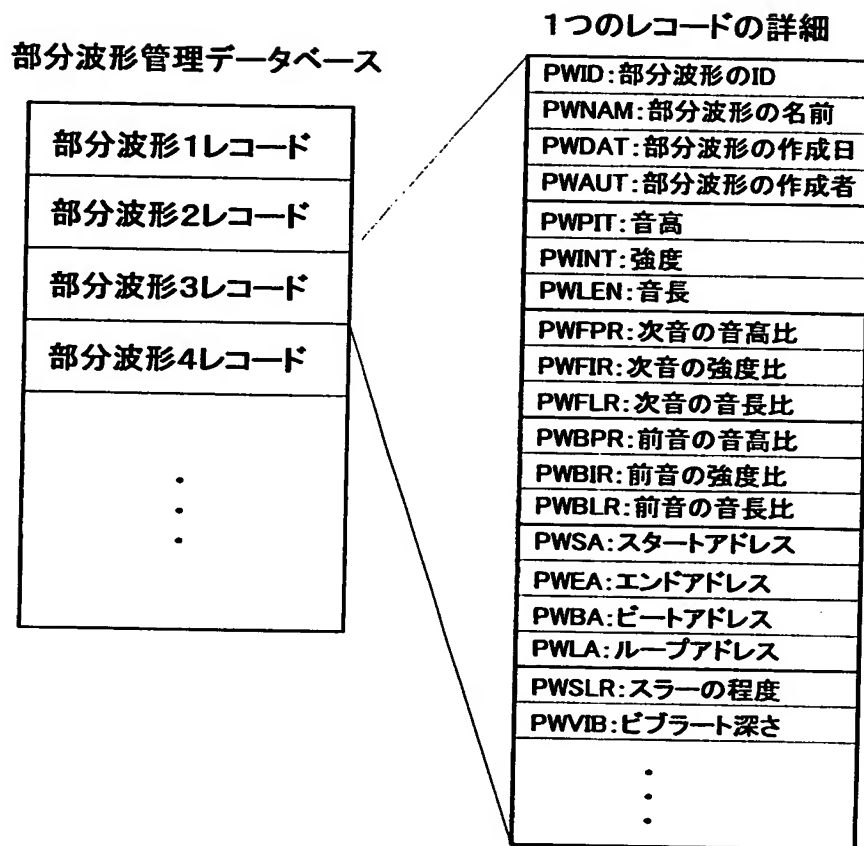 部分波形管理データベース
部分波形1レコード
部分波形2レコード
部分波形3レコード
部分波形4レコード
・
・
・
1つのレコードの詳細
PWID:部分波形のID
PWNAM:部分波形の名前
PWDAT:部分波形の作成日
PWAUT:部分波形の作成者
PWPIT:音高
PWINT:強度
PWLEN:音長
PWFPR:次音の音高比
PWFIR:次音の強度比
PWFLR:次音の音長比
PWBPR:前音の音高比
PWBIR:前音の強度比
PWBLR:前音の音長比
PWSA:スタートアドレス
PWEA:エンドアドレス
PWBA:ビートアドレス
PWLA:ループアドレス
PWSLR:スラーの程度
PWVIB:ビブラート深さ
・
・
・